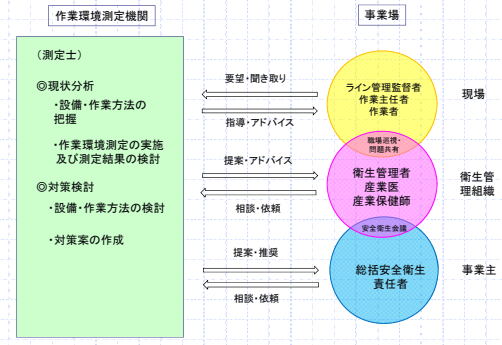 作業環境測定機関
事業場
（測定士）
◎現状分析
・設備・作業方法の
把握
・作業環境測定の実施
及び測定結果の検討
◎対策検討
・設備・作業方法の検討
・対策案の作成
要望・聞き取り
指導・アドバイス
提案・アドバイス
相談・依頼
提案・推奨
相談・依頼
ライン管理監督者
作業主任者
作業者
職場巡視・
問題共有
衛生管理者
産業医
産業保健師
安全衛生会議
総括安全衛生
責任者
現場
衛生管
理組織
事業主